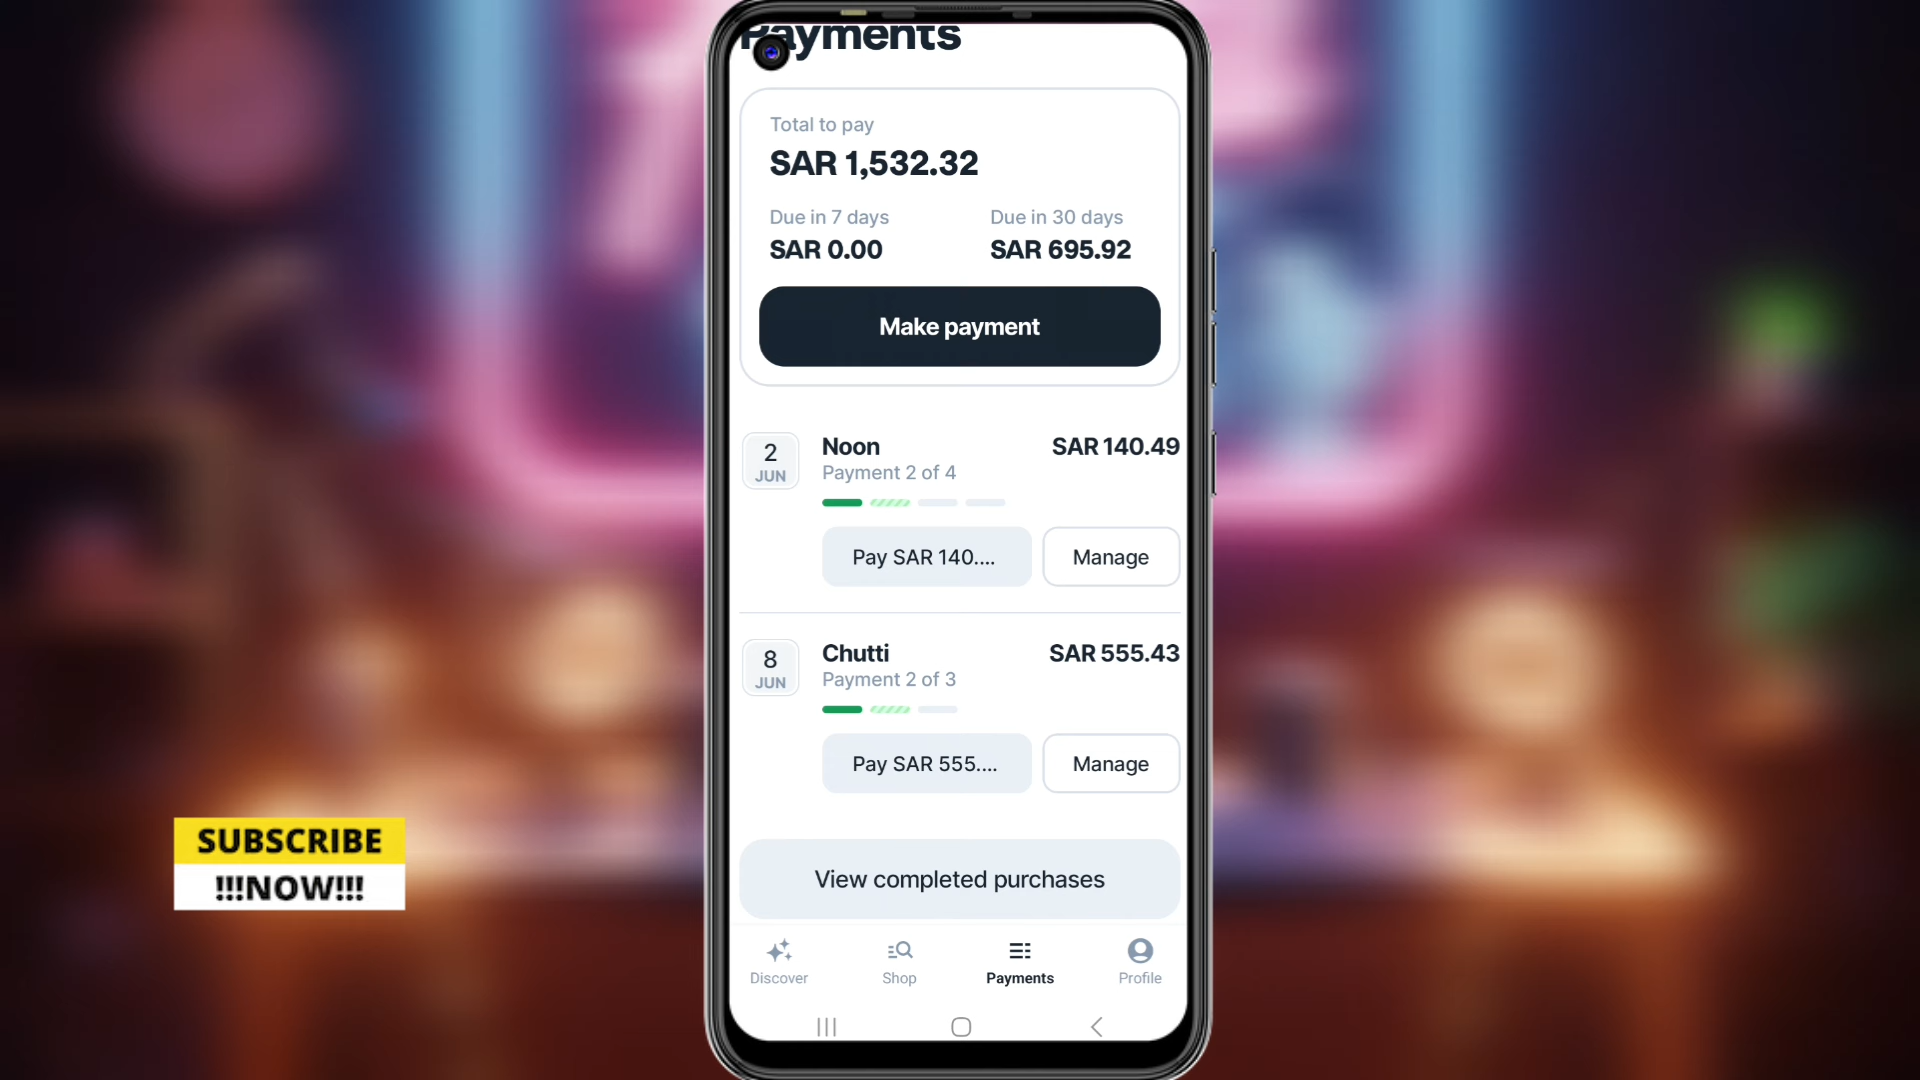 Payments
Total to pay
SAR 1,532.32
Due in 7 days
Due in 30 days
SAR 0.00
SAR 695.92
Make payment
2
JUN
Noon
SAR 140.49
Payment 2 of 4
Pay SAR 140....
Manage
8
JUN
Chutti
SAR 555.43
Payment 2 of 3
Pay SAR 555....
Manage
View completed purchases
Discover
Shop
Payments
Profile
SUBSCRIBE
!!!NOW!!!